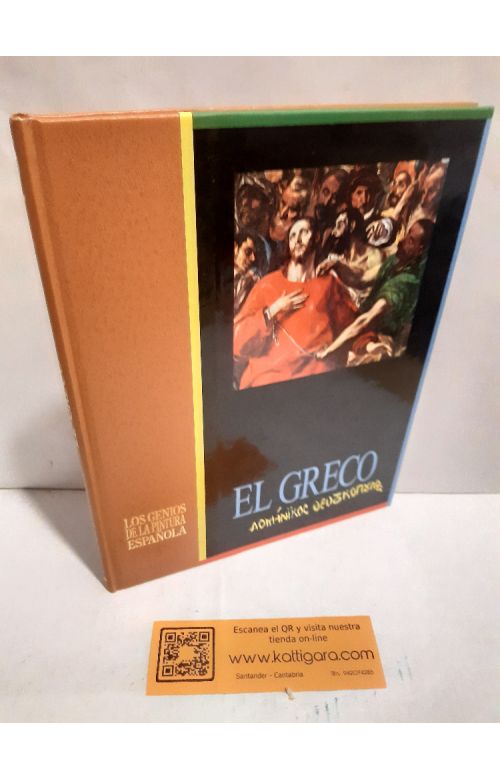 EL GRECO
LOS GENIOS
DE LA PINTURA
ESPAÑOLA
Escanea el QR y visita nuestra
tienda on-line
www.kattigara.com
Santander - Cantabria